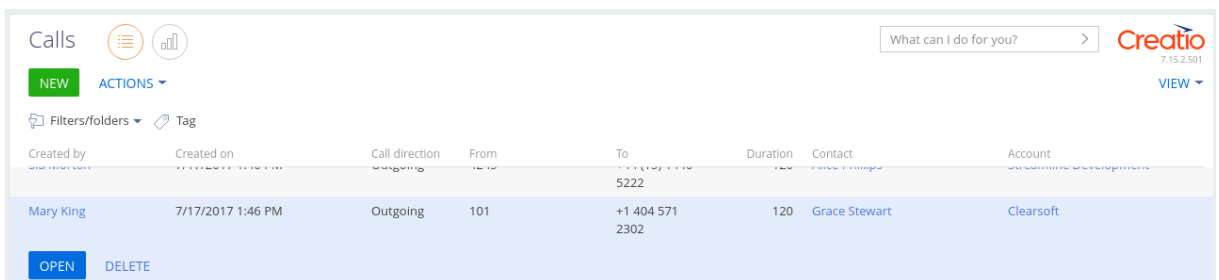 Calls
What can I do for you?
Creatio
7.15.2.501
NEW ACTIONS
VIEW
Filters/folders Tag
Created by Created on Call direction From To Duration Contact Account
5222
Mary King 7/17/2017 1:46 PM Outgoing 101 +1 404 571 120 Grace Stewart Clearsoft
2302
OPEN DELETE